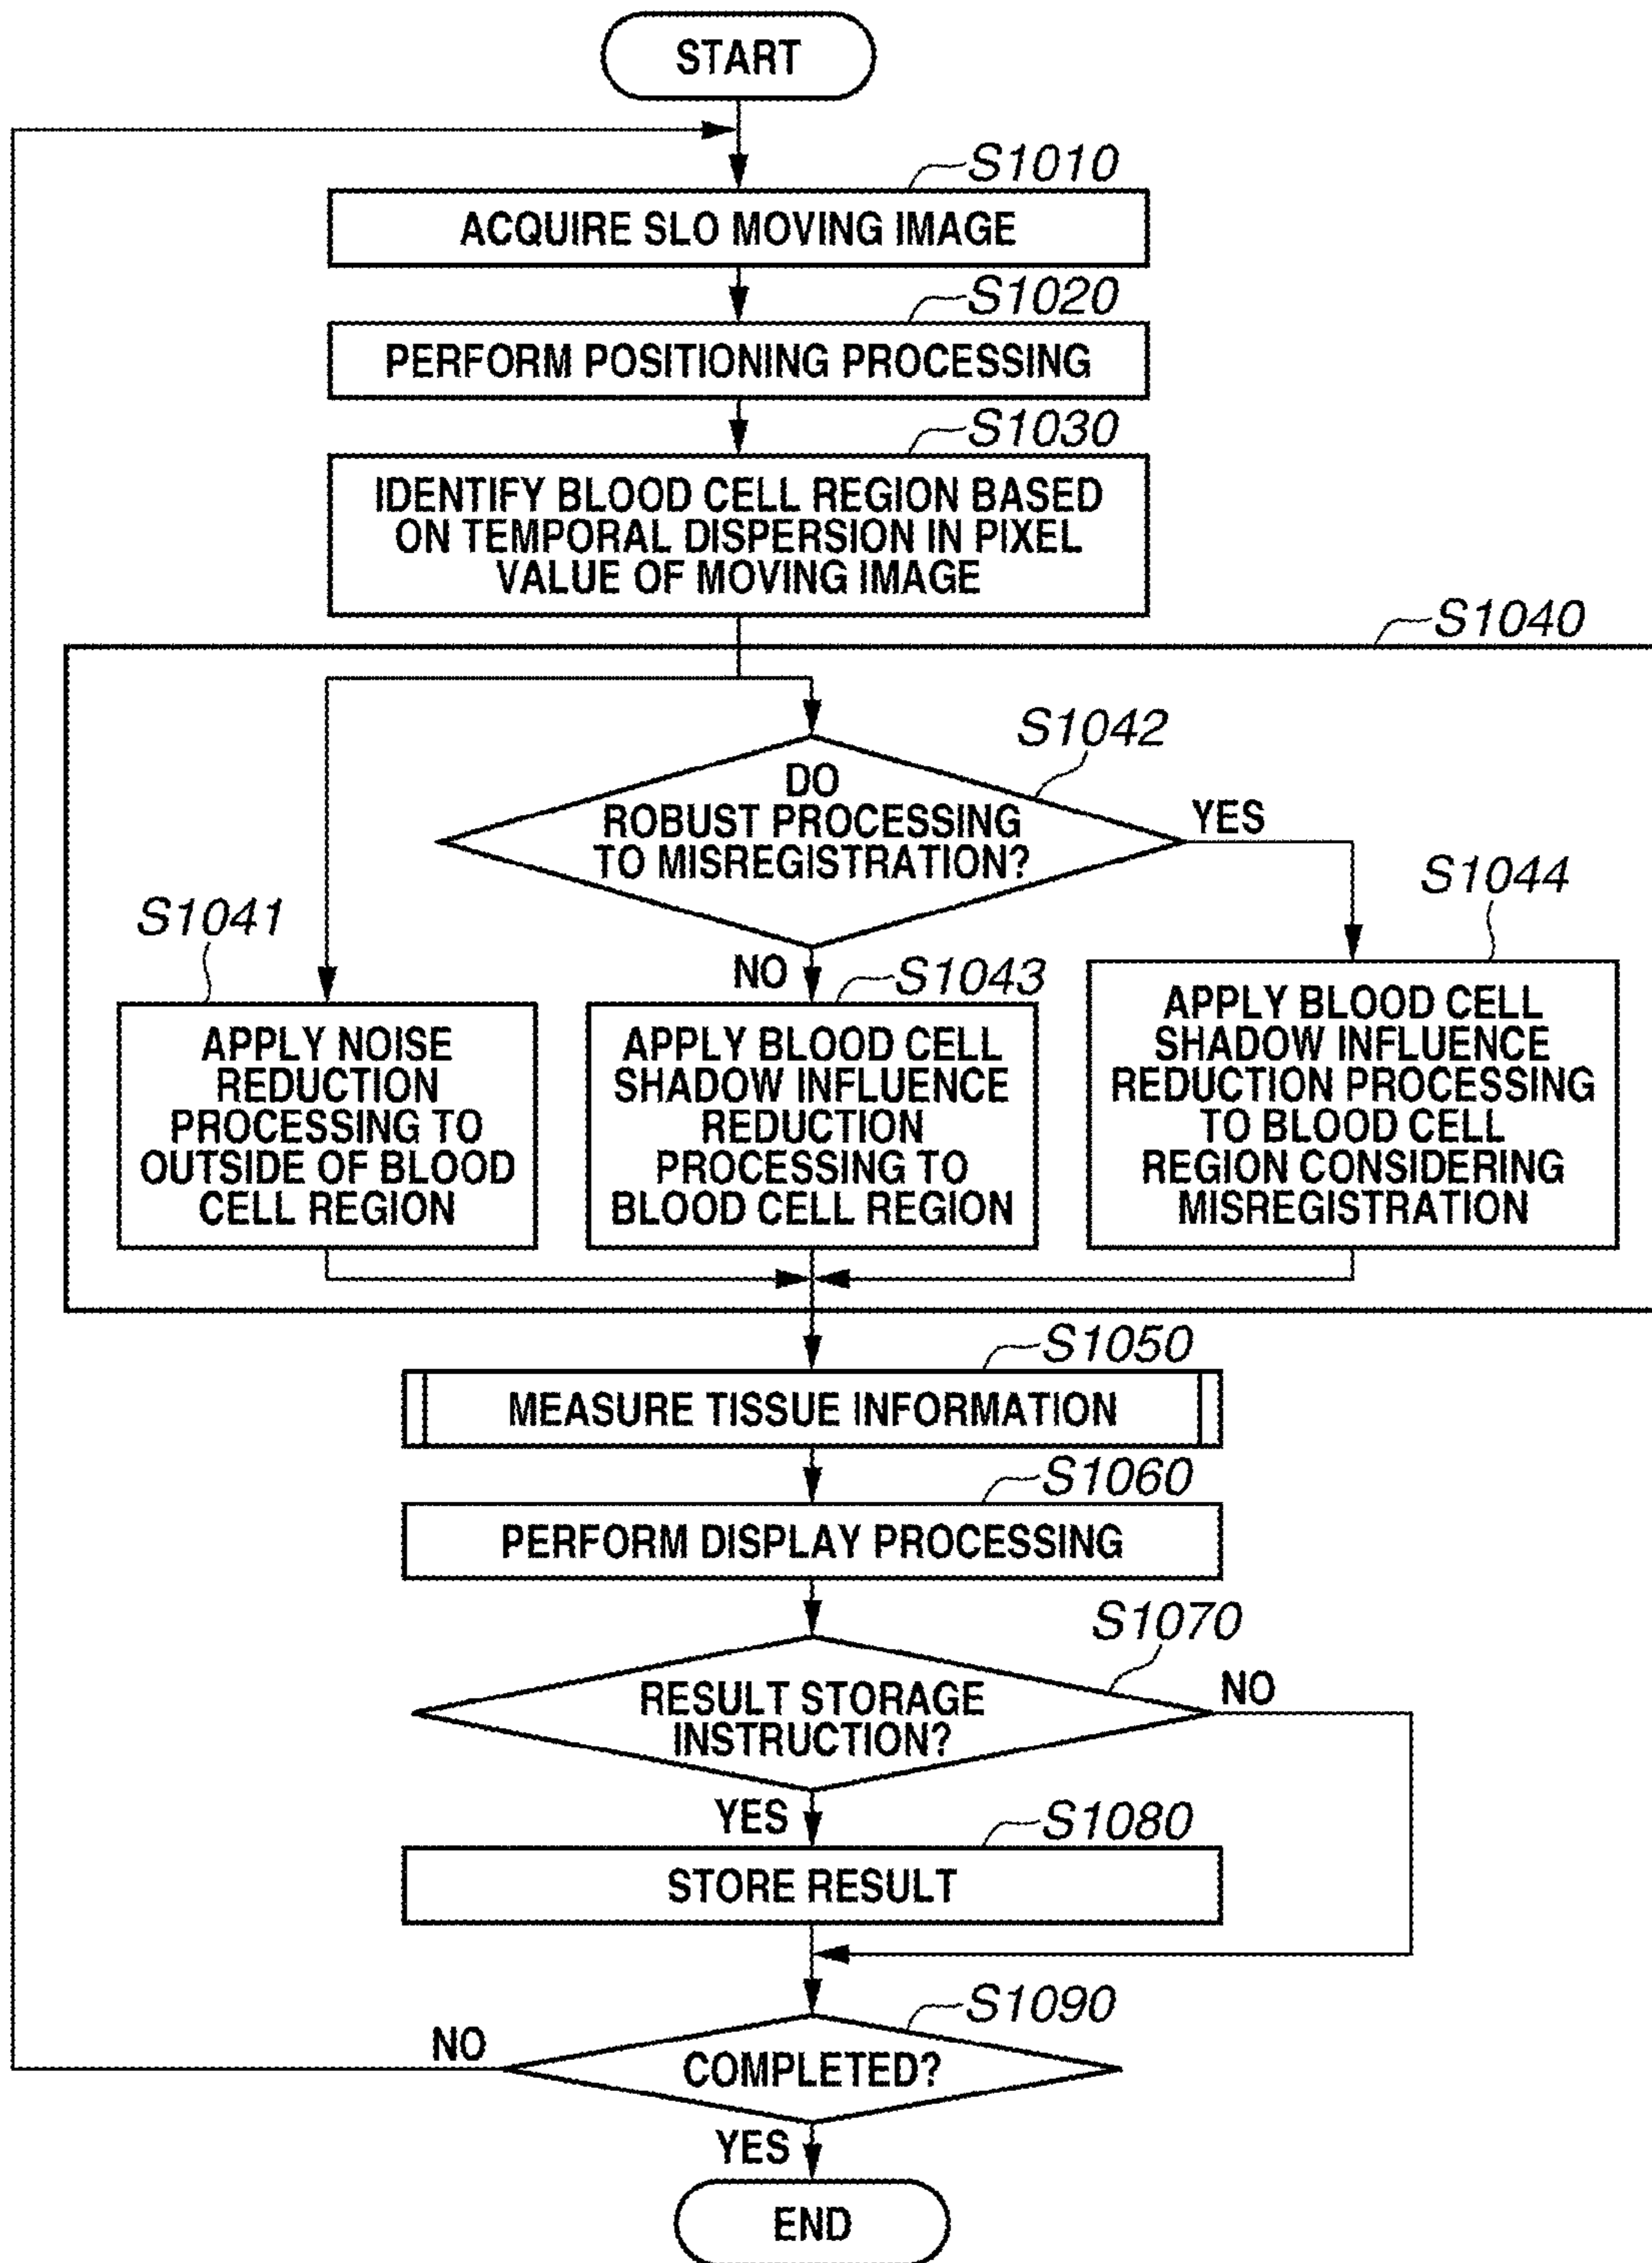 START
S1010
ACQUIRE SLO MOVING IMAGE
S1020
PERFORM POSITIONING PROCESSING
S1030
IDENTIFY BLOOD CELL REGION BASED
ON TEMPORAL DISPERSION IN PIXEL
VALUE OF MOVING IMAGE
S1040
S1042
DO
ROBUST PROCESSING
TO MISREGISTRATION?
YES
NO
S1041
APPLY NOISE
REDUCTION
PROCESSING TO
OUTSIDE OF BLOOD
CELL REGION
S1043
APPLY BLOOD CELL
SHADOW INFLUENCE
REDUCTION
PROCESSING TO
BLOOD CELL REGION
S1044
APPLY BLOOD CELL
SHADOW INFLUENCE
REDUCTION PROCESSING
TO BLOOD CELL
REGION CONSIDERING
MISREGISTRATION
S1050
MEASURE TISSUE INFORMATION
S1060
PERFORM DISPLAY PROCESSING
S1070
RESULT STORAGE
INSTRUCTION?
NO
YES
S1080
STORE RESULT
S1090
COMPLETED?
NO
YES
END